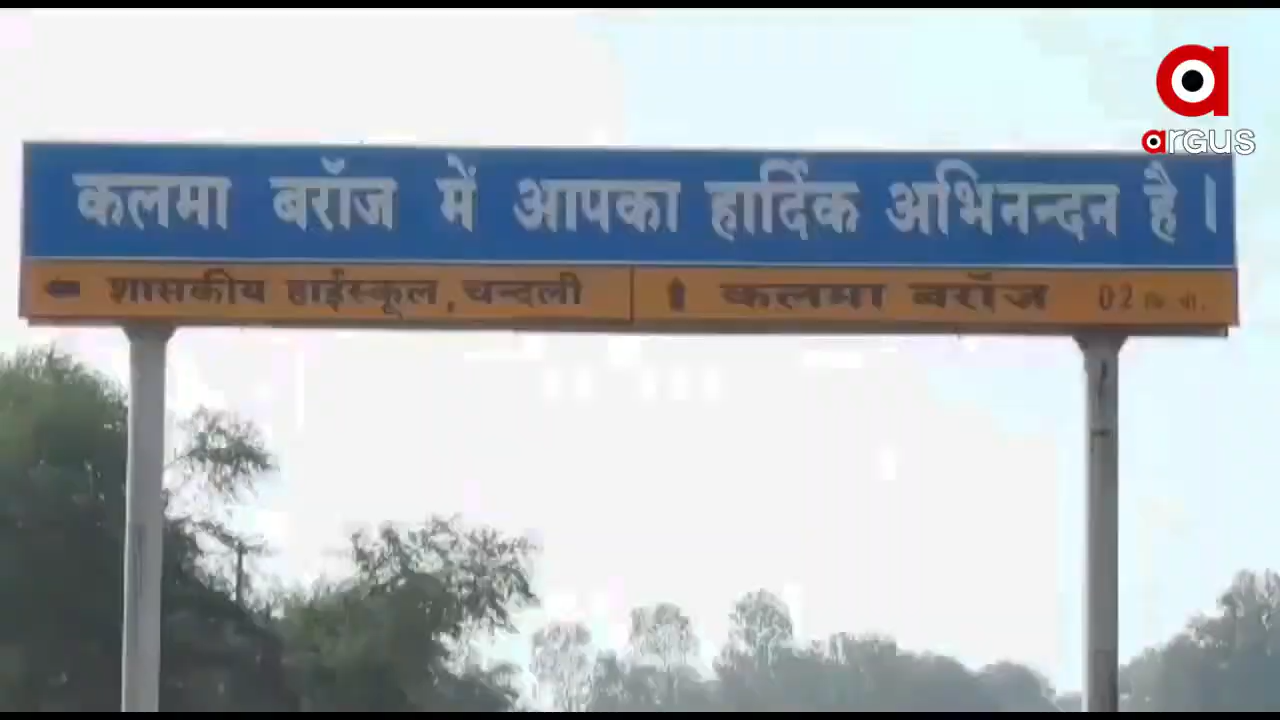 argus
कलमा बरॉज में आपका हार्दिक अभिनन्दन है ।
शासकीय हाईस्कूल, चन्दली
कलमा बरॉज 02 कि मी.